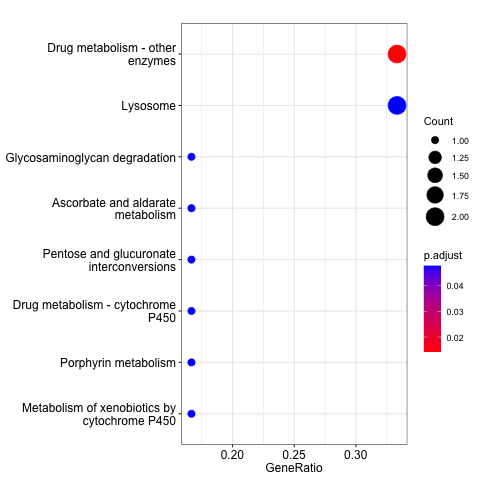 Drug metabolism - other
enzymes
Lysosome
Glycosaminoglycan degradation
Ascorbate and aldarate
metabolism
Pentose and glucuronate
interconversions
Drug metabolism - cytochrome
P450
Porphyrin metabolism
Metabolism of xenobiotics by
cytochrome P450
0.20 0.25 0.30
GeneRatio
Count
1.00
1.25
1.50
1.75
2.00
p.adjust
0.04
0.03
0.02